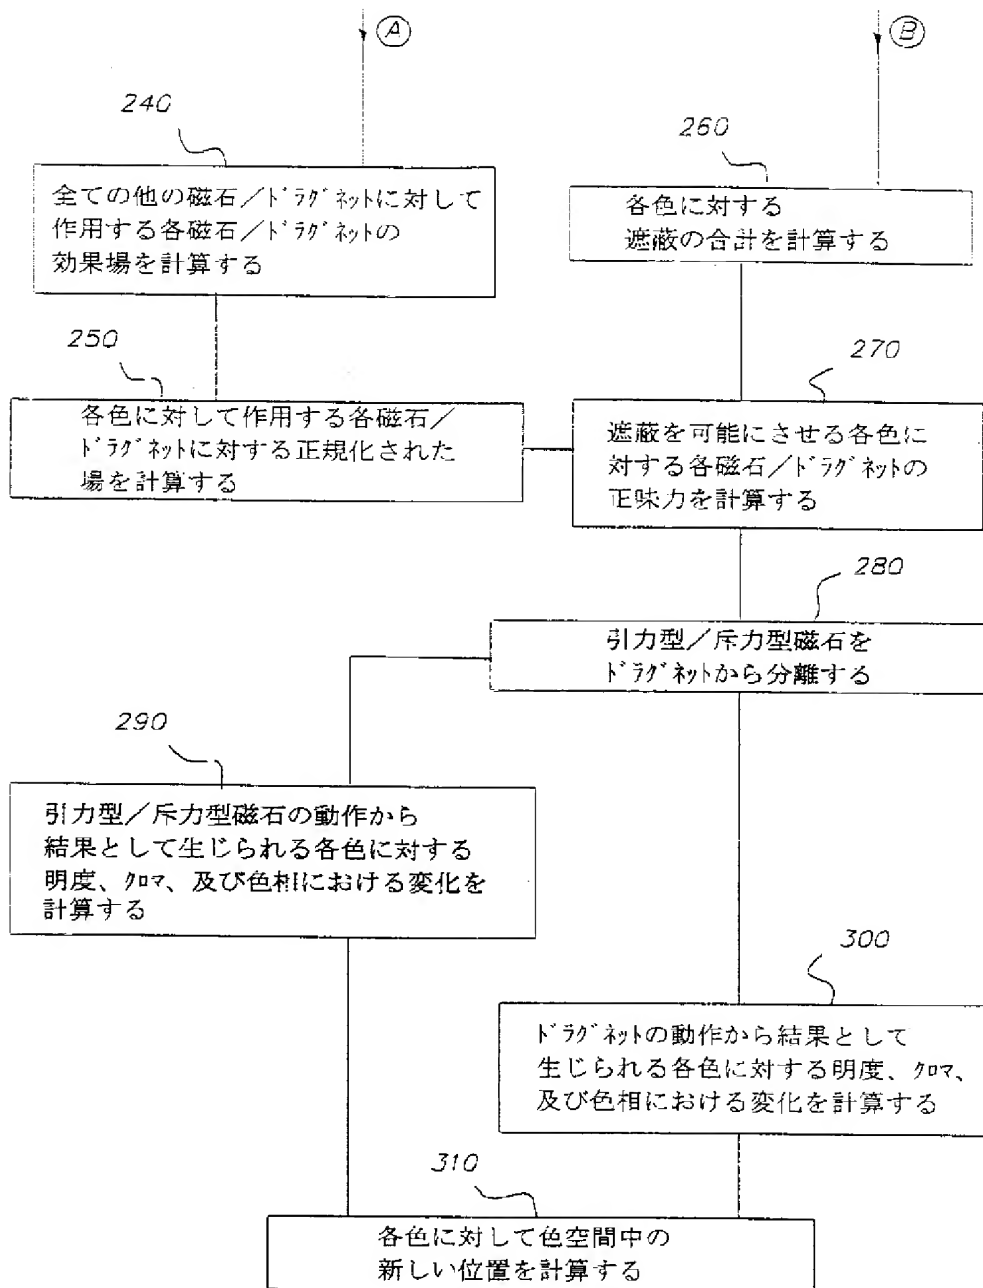 A
B
240
全ての他の磁石/ﾄﾞﾗｸﾞﾈｯﾄに対して
作用する各磁石/ﾄﾞﾗｸﾞﾈｯﾄの
効果場を計算する
260
各色に対する
遮蔽の合計を計算する
250
各色に対して作用する各磁石/
ﾄﾞﾗｸﾞﾈｯﾄに対する正規化された
場を計算する
270
遮蔽を可能にさせる各色に
対する各磁石/ﾄﾞﾗｸﾞﾈｯﾄの
正味力を計算する
280
引力型/斥力型磁石を
ﾄﾞﾗｸﾞﾈｯﾄから分離する
290
引力型/斥力型磁石の動作から
結果として生じられる各色に対する
明度、ｸﾛﾏ、及び色相における変化を
計算する
300
ﾄﾞﾗｸﾞﾈｯﾄの動作から結果として
生じられる各色に対する明度、ｸﾛﾏ、
及び色相における変化を計算する
310
各色に対して色空間中の
新しい位置を計算する